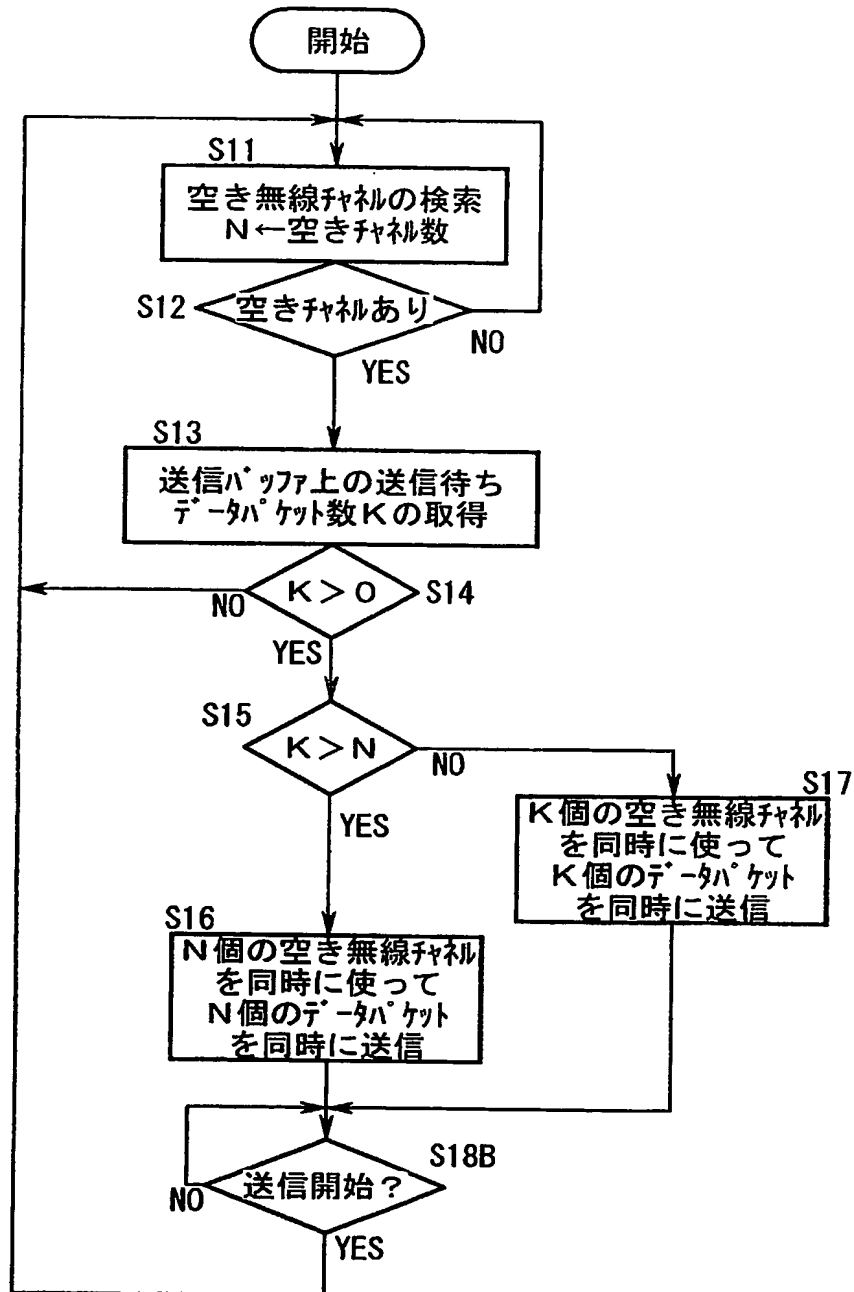 開始
S11
空き無線ﾁｬﾈﾙの検索
N←空きﾁｬﾈﾙ数
S12
空きﾁｬﾈﾙあり
NO
YES
S13
送信ﾊﾞｯﾌｧ上の送信待ち
ﾃﾞｰﾀﾊﾟｹｯﾄ数Kの取得
K>0
S14
NO
YES
S15
K>N
NO
YES
S17
K個の空き無線ﾁｬﾈﾙ
を同時に使って
K個のﾃﾞｰﾀﾊﾟｹｯﾄ
を同時に送信
S16
N個の空き無線ﾁｬﾈﾙ
を同時に使って
N個のﾃﾞｰﾀﾊﾟｹｯﾄ
を同時に送信
S18B
送信開始?
NO
YES